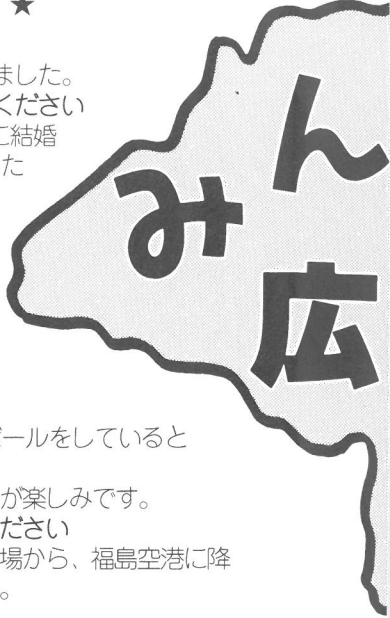 ★
ました。
ください
ご結婚
た
みん
広
ールをしていると
が楽しみです。
ださい
場から、福島空港に降
。